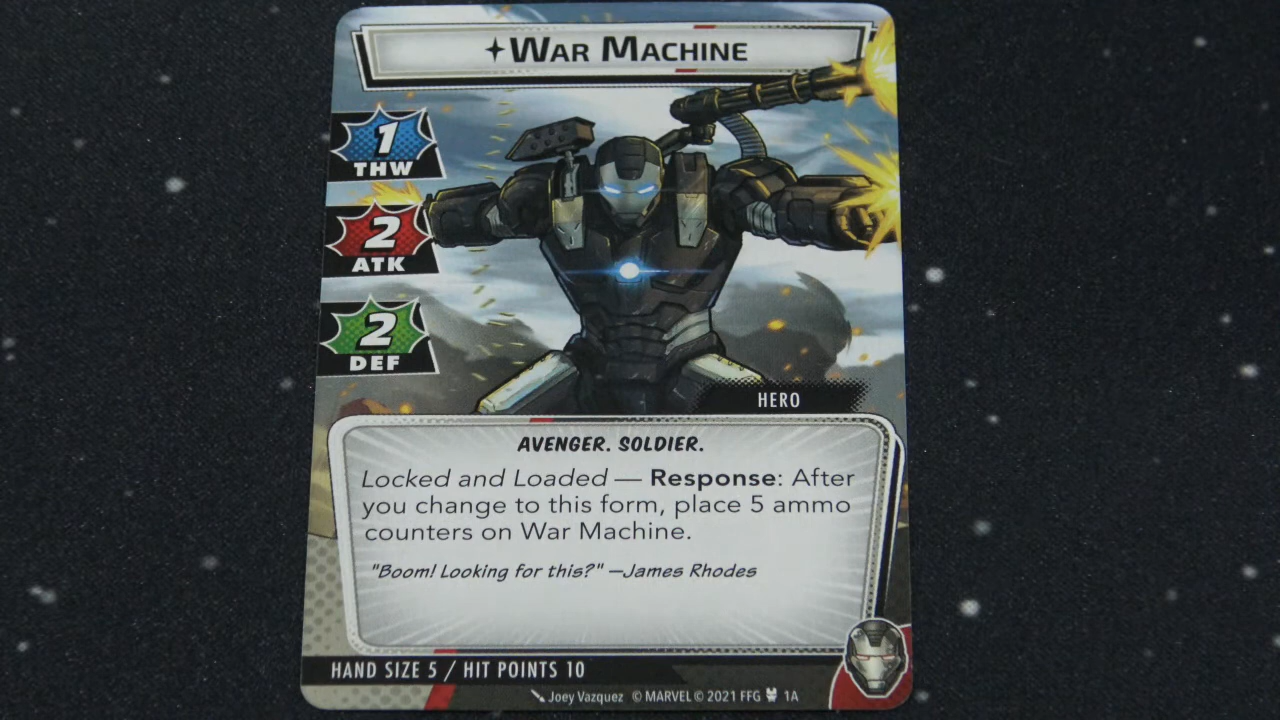 WAR MACHINE
1
THW
2
ATK
2
DEF
HERO
AVENGER. SOLDIER.
Locked and Loaded — Response: After
you change to this form, place 5 ammo
counters on War Machine.
"Boom! Looking for this?" —James Rhodes
HAND SIZE 5 / HIT POINTS 10
Joey Vazquez © MARVEL © 2021 FFG 1A